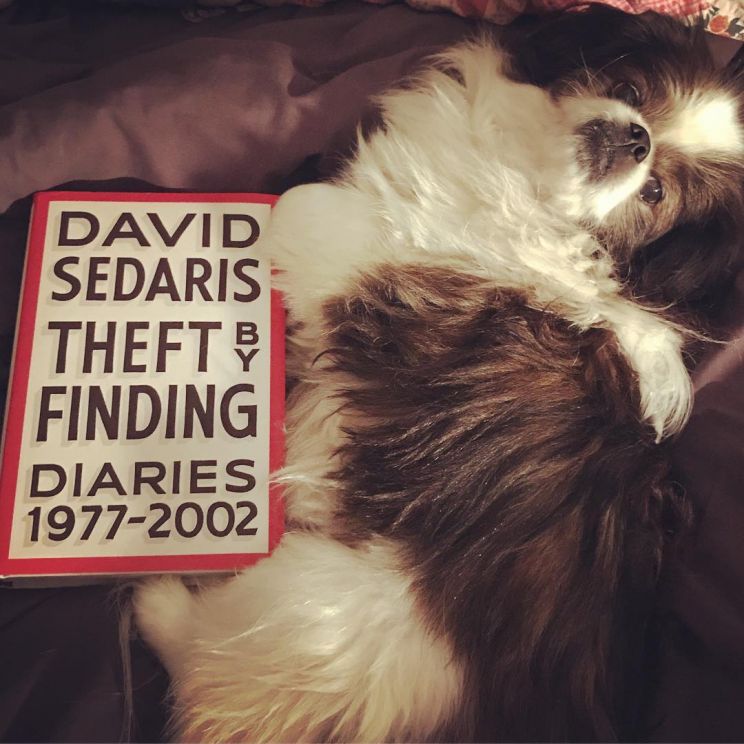 DAVID
SEDARIS
THEFT BY
FINDING
DIARIES
1977-2002